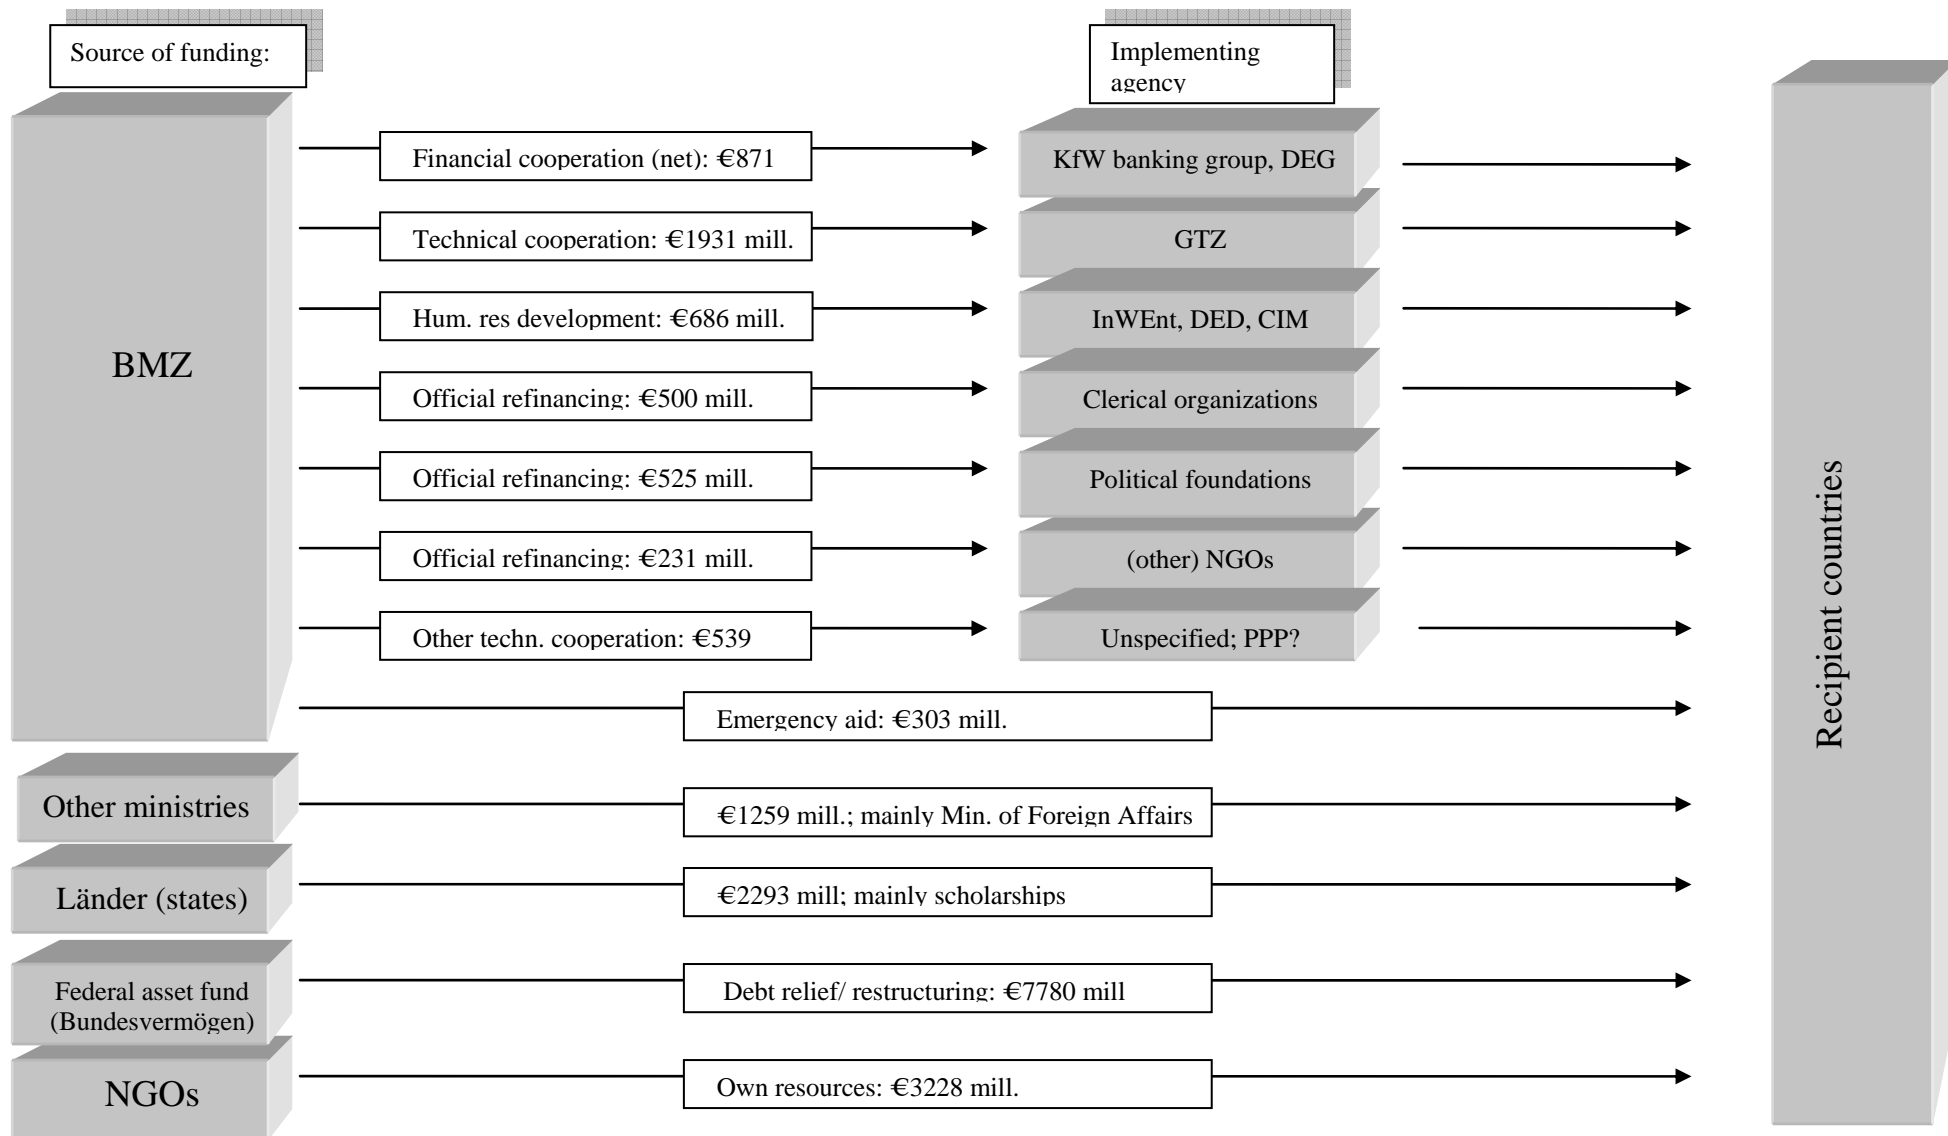 Source of funding:
Implementing
agency
BMZ
Financial cooperation (net): €871
KfW banking group, DEG
Technical cooperation: €1931 mill.
GTZ
Hum. res development: €686 mill.
InWEnt, DED, CIM
Official refinancing: €500 mill.
Clerical organizations
Official refinancing: €525 mill.
Political foundations
Official refinancing: €231 mill.
(other) NGOs
Other techn. cooperation: €539
Unspecified; PPP?
Emergency aid: €303 mill.
Other ministries
€1259 mill.; mainly Min. of Foreign Affairs
Länder (states)
€2293 mill; mainly scholarships
Federal asset fund
(Bundesvermögen)
Debt relief/ restructuring: €7780 mill
NGOs
Own resources: €3228 mill.
Recipient countries